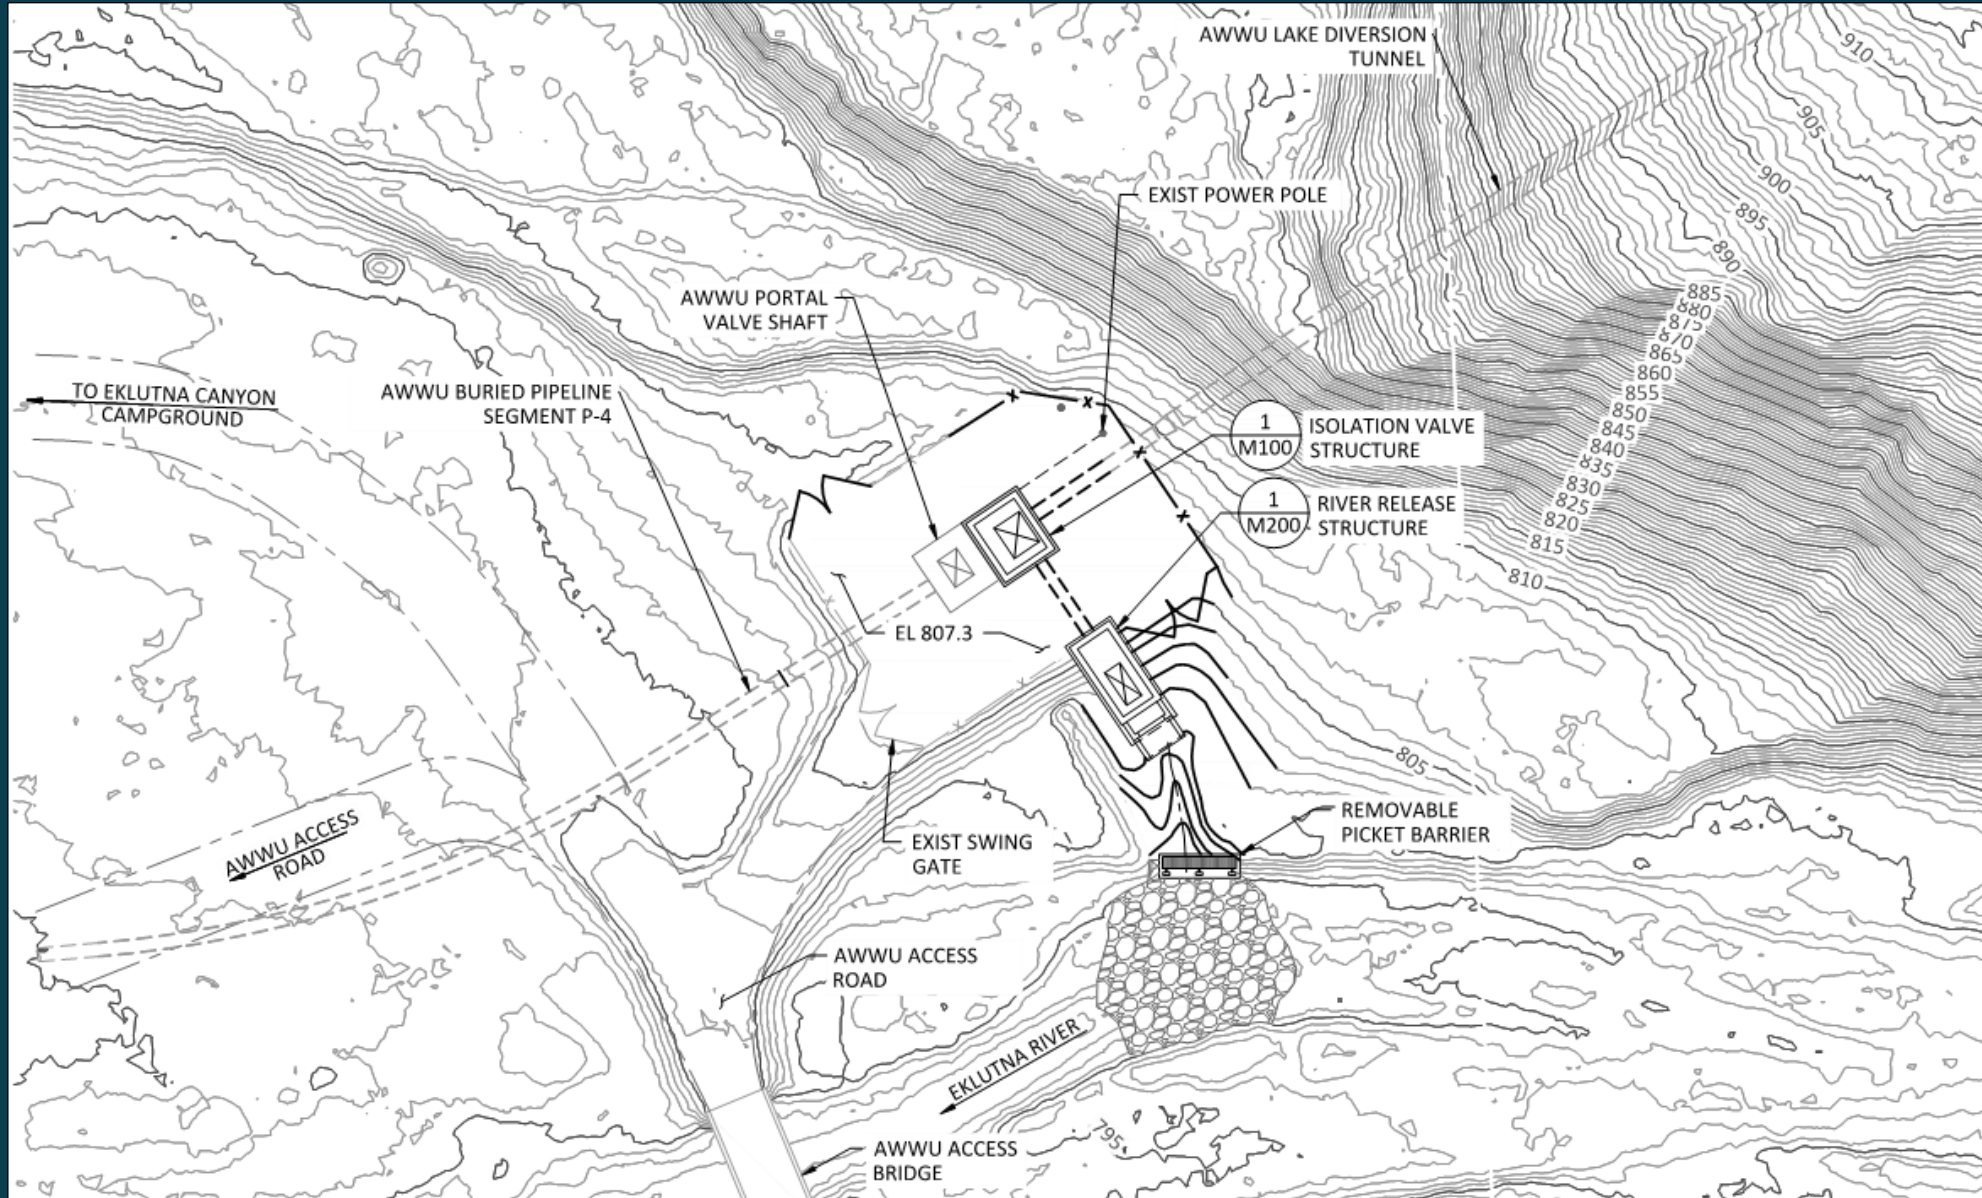 AWWU LAKE DIVERSION
TUNNEL
910
905
EXIST POWER POLE
900
895
890
885
880
875
870
865
860
855
850
845
840
835
830
825
820
815
810
AWWU PORTAL
VALVE SHAFT
TO EKLUTNA CANYON
CAMPGROUND
AWWU BURIED PIPELINE
SEGMENT P-4
1
M100
ISOLATION VALVE
STRUCTURE
1
M200
RIVER RELEASE
STRUCTURE
EL 807.3
805
REMOVABLE
PICKET BARRIER
EXIST SWING
GATE
AWWU ACCESS
ROAD
AWWU ACCESS
ROAD
EKLUTNA RIVER
795
AWWU ACCESS
BRIDGE